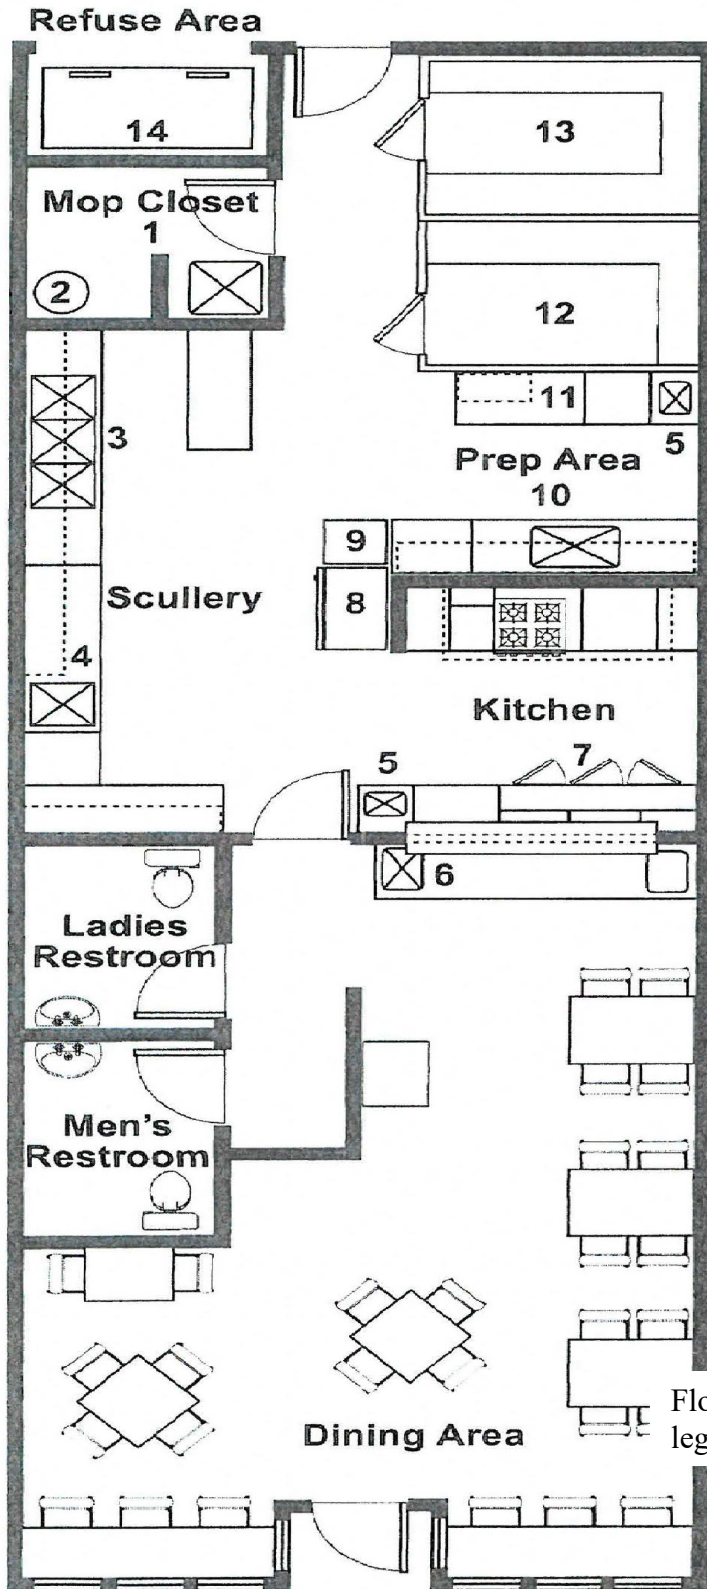 Refuse Area
14
13
Mop Closet
1
2
12
3
11
5
Prep Area
10
9
Scullery
8
4
Kitchen
7
5
6
Ladies
Restroom
Men's
Restroom
Dining Area